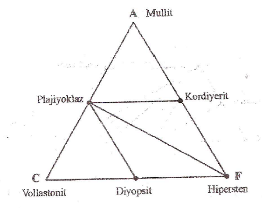 A Mullit
Plajiyoklaz
Kordiyerit
C
F
Vollastonit
Diyopsit
Hipersten